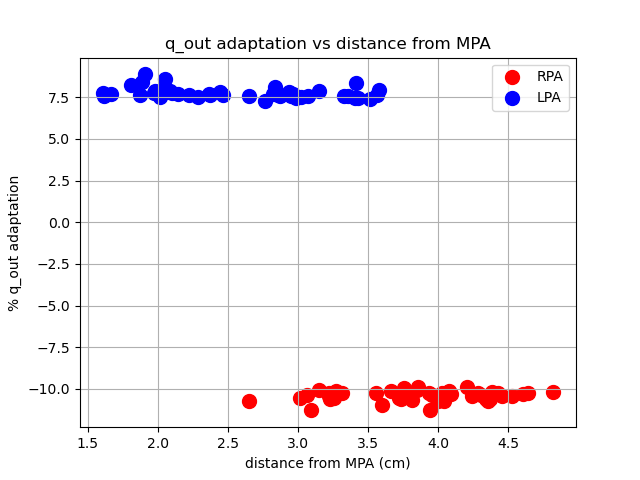 q_out adaptation vs distance from MPA
RPA
LPA
7.5
5.0
2.5
0.0
−2.5
−5.0
−7.5
−10.0
% q_out adaptation
1.5 2.0 2.5 3.0 3.5 4.0 4.5
distance from MPA (cm)